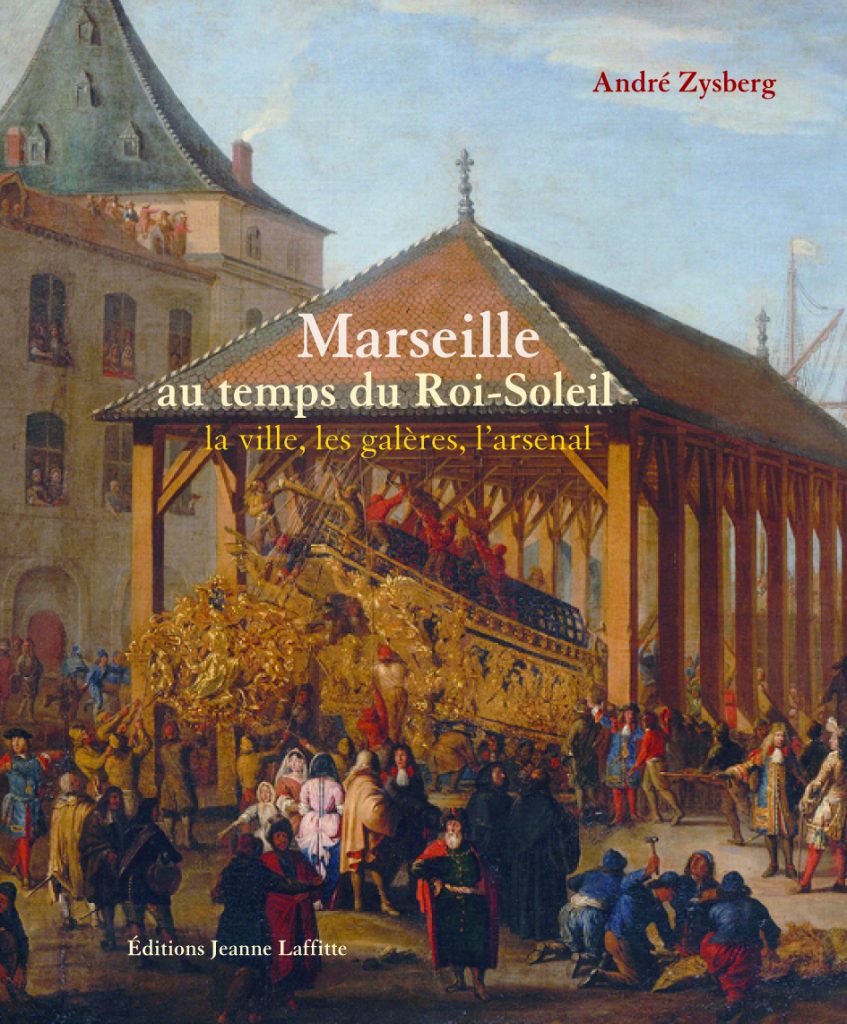 André Zysberg
Marseille
au temps du Roi-Soleil
la ville, les galères, l'arsenal
Éditions Jeanne Laffitte